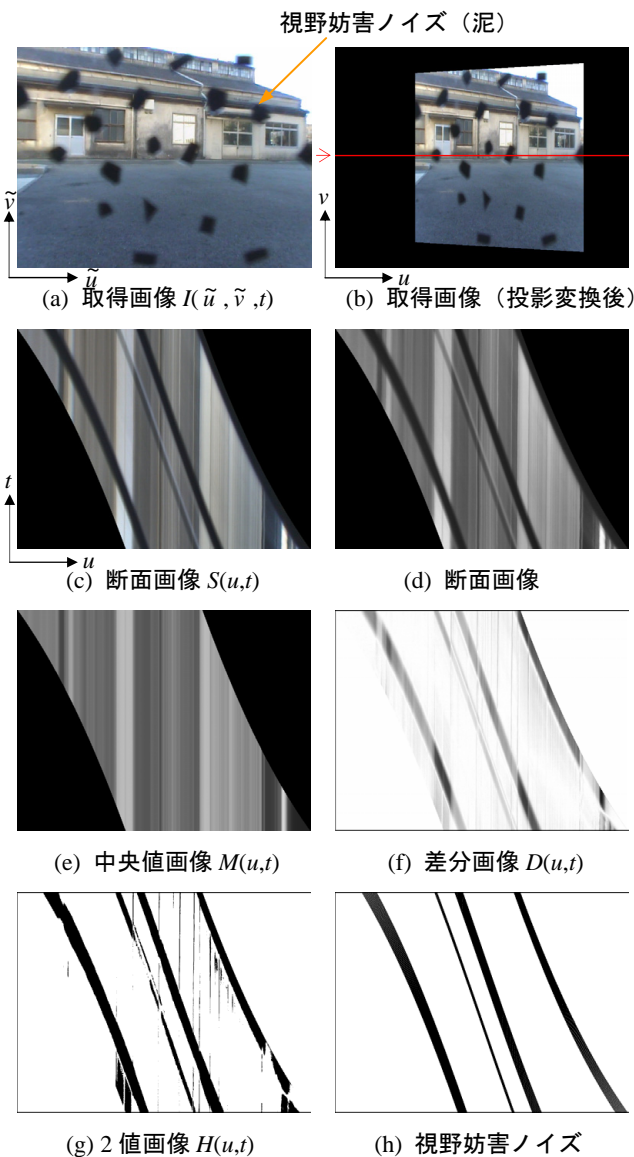 視野妨害ノイズ（泥）
ṽ
ũ
(a) 取得画像 I( ũ , ṽ ,t)
v
u
(b) 取得画像（投影変換後）
t
u
(c) 断面画像 S(u,t)
(d) 断面画像
(e) 中央値画像 M(u,t)
(f) 差分画像 D(u,t)
(g) 2 値画像 H(u,t)
(h) 視野妨害ノイズ